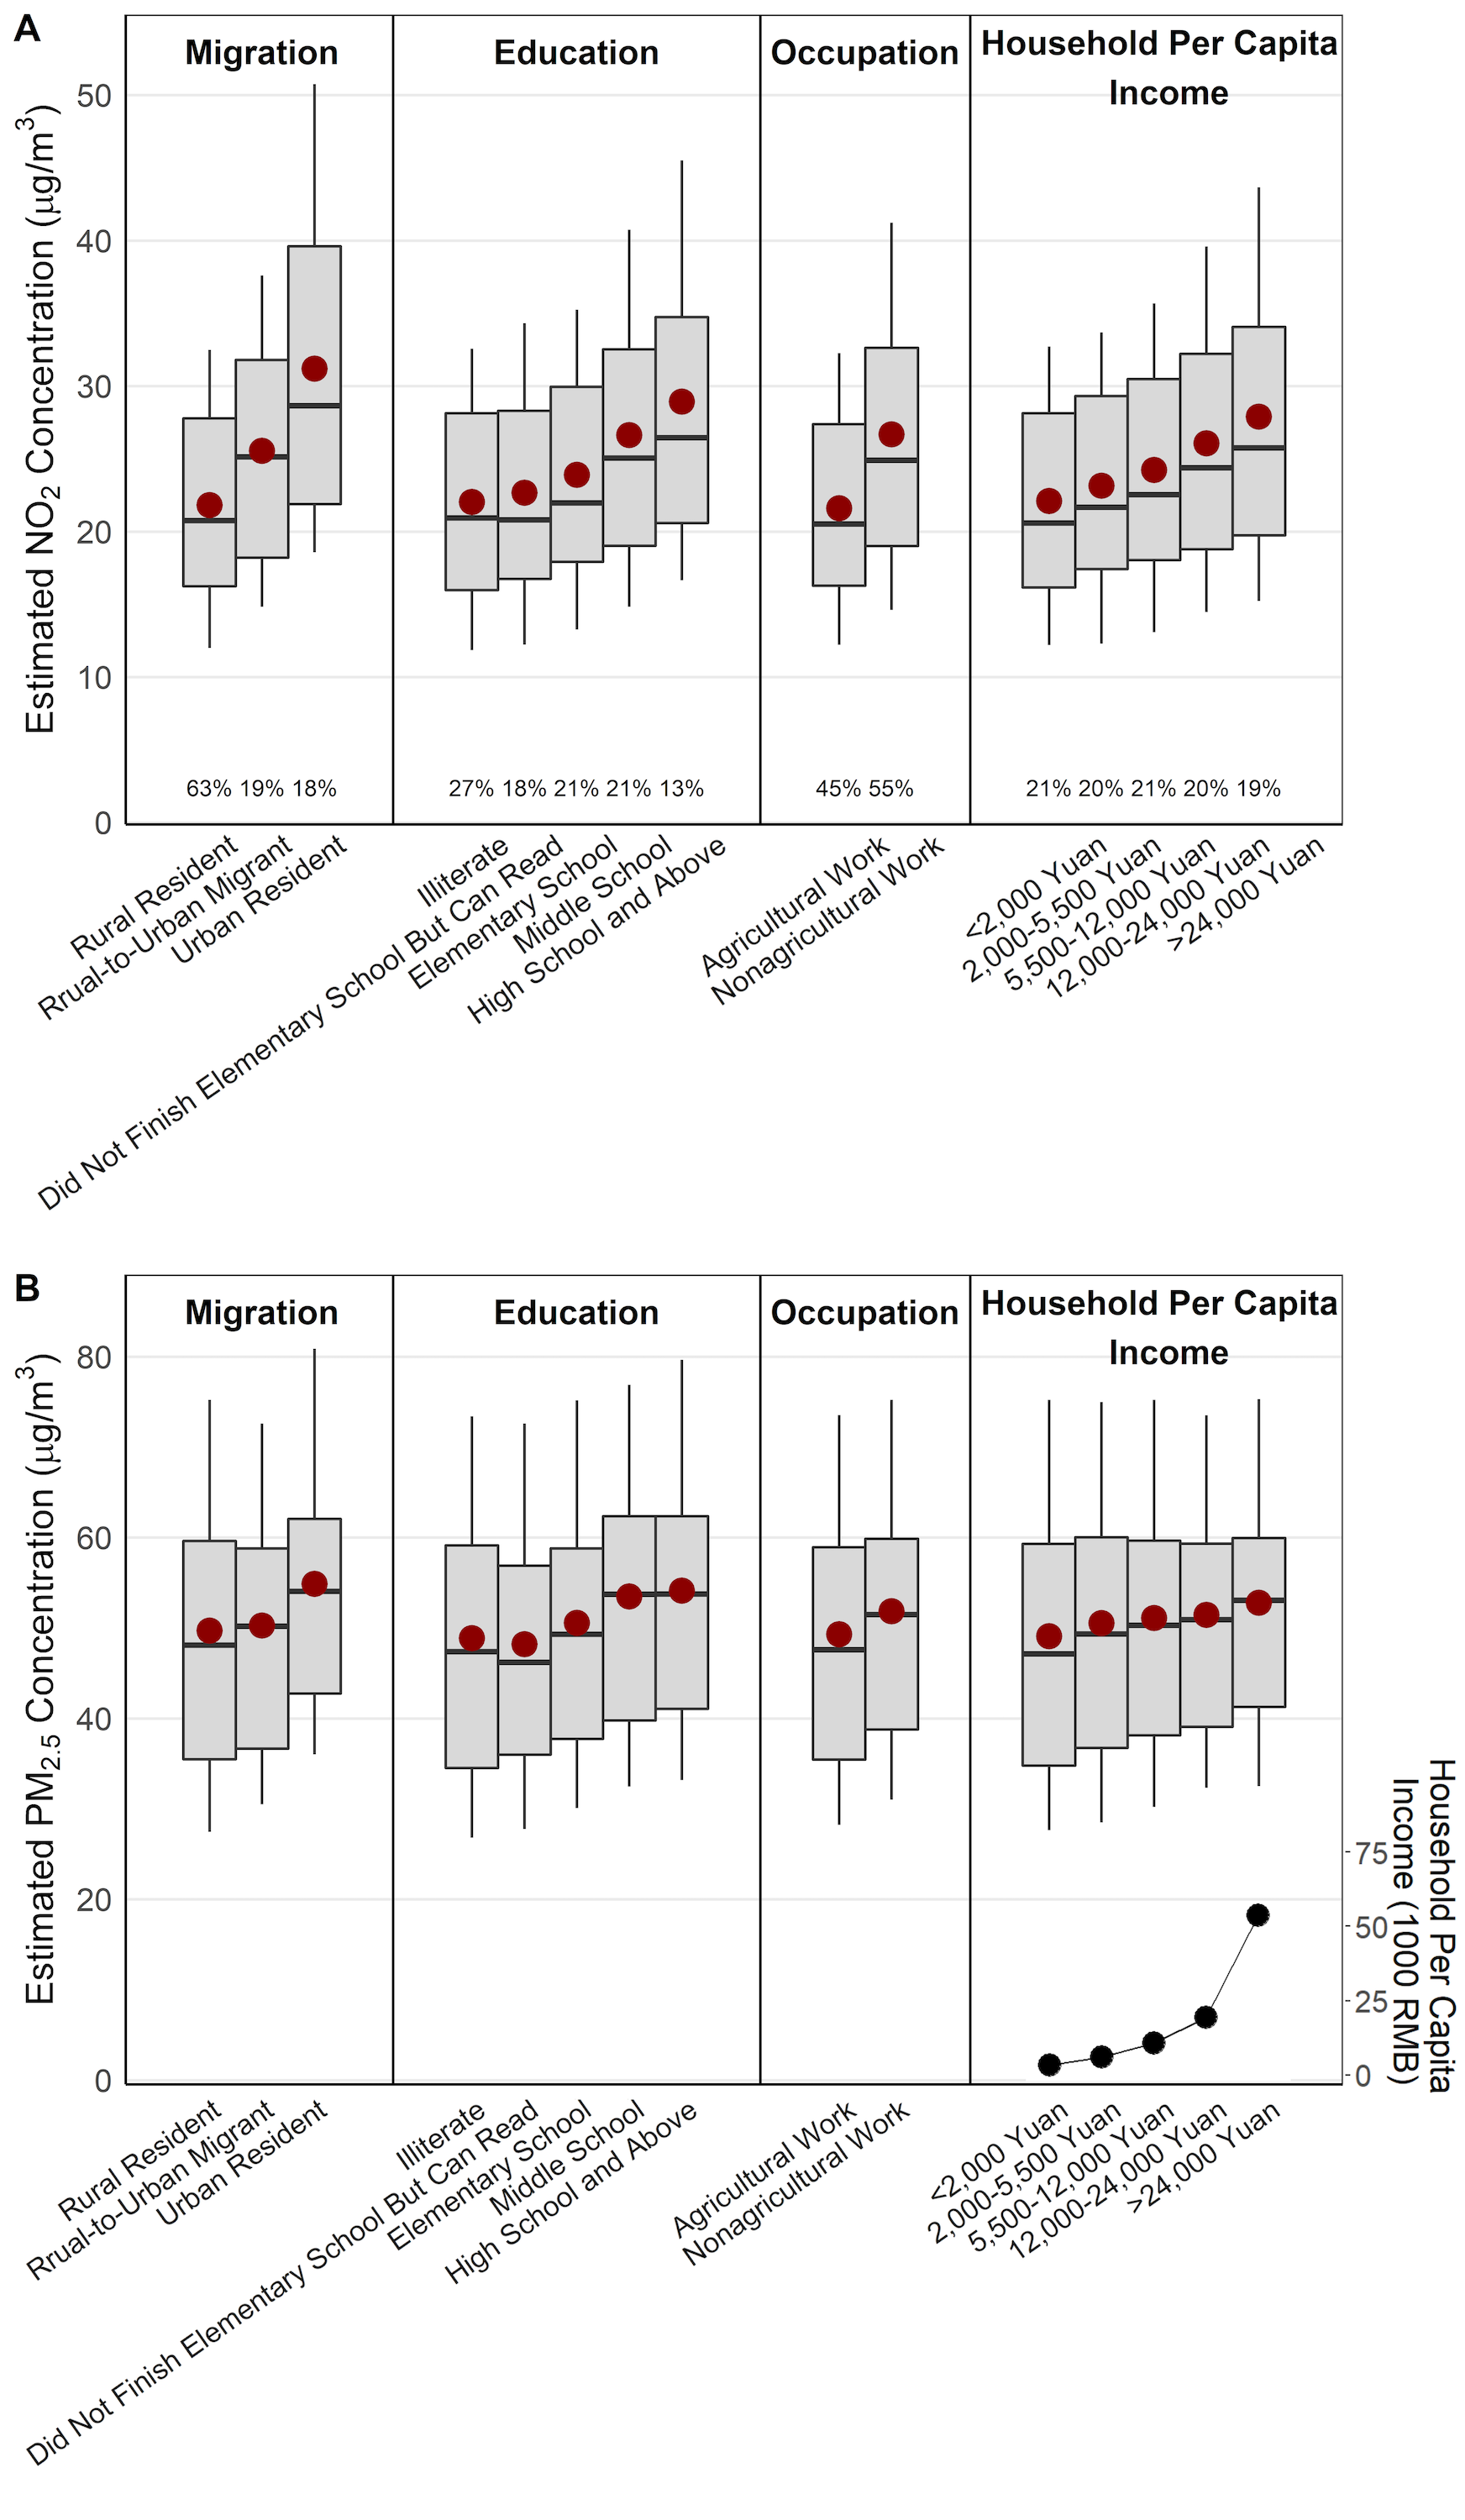 A
Migration
Education
Occupation
Household Per Capita
Income
Estimated NO₂ Concentration (μg/m³)
50
40
30
20
10
0
63% 19% 18%
27% 18% 21% 21% 13%
45% 55%
21% 20% 21% 20% 19%
Rural Resident
Rrual-to-Urban Migrant
Urban Resident
Illiterate
Did Not Finish Elementary School But Can Read
Elementary School
Middle School
High School and Above
Agricultural Work
Nonagricultural Work
<2,000 Yuan
2,000-5,500 Yuan
5,500-12,000 Yuan
12,000-24,000 Yuan
>24,000 Yuan
B
Migration
Education
Occupation
Household Per Capita
Income
Estimated PM₂.₅ Concentration (μg/m³)
80
60
40
20
0
75
50
25
0
Household Per Capita
Income (1000 RMB)
Rural Resident
Rrual-to-Urban Migrant
Urban Resident
Illiterate
Did Not Finish Elementary School But Can Read
Elementary School
Middle School
High School and Above
Agricultural Work
Nonagricultural Work
<2,000 Yuan
2,000-5,500 Yuan
5,500-12,000 Yuan
12,000-24,000 Yuan
>24,000 Yuan